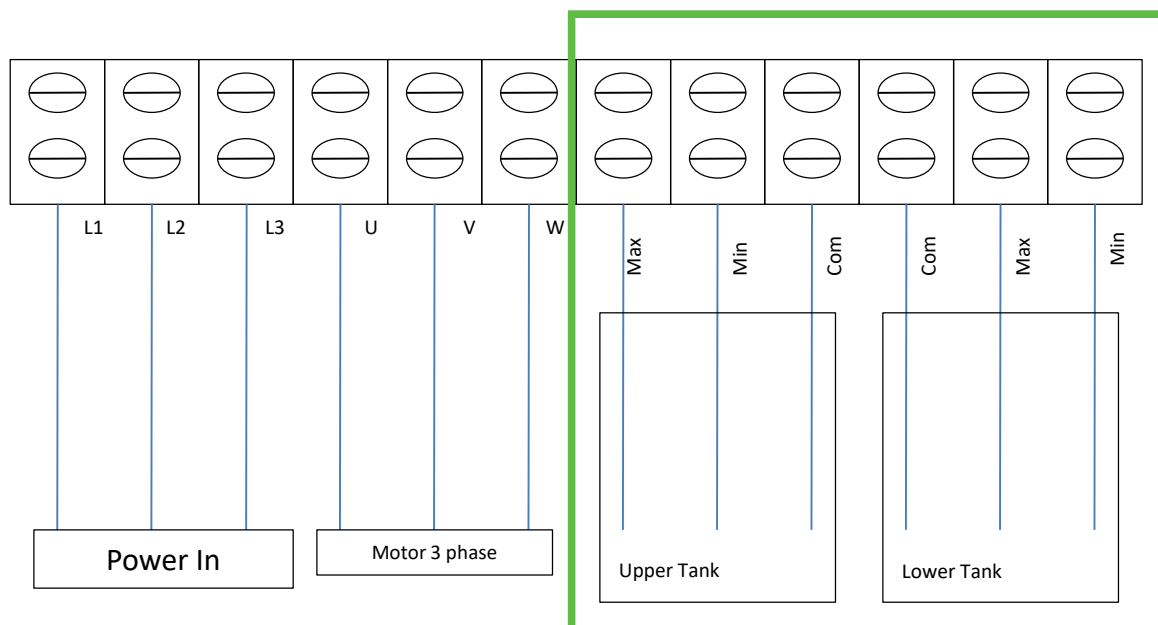 L1 L2 L3 U V W
Max Min Com Com Max Min
Power In
Motor 3 phase
Upper Tank
Lower Tank